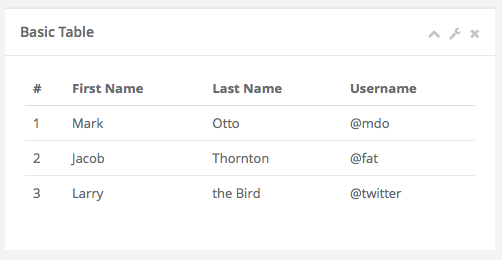 Basic Table
# First Name Last Name Username
1 Mark Otto @mdo
2 Jacob Thornton @fat
3 Larry the Bird @twitter